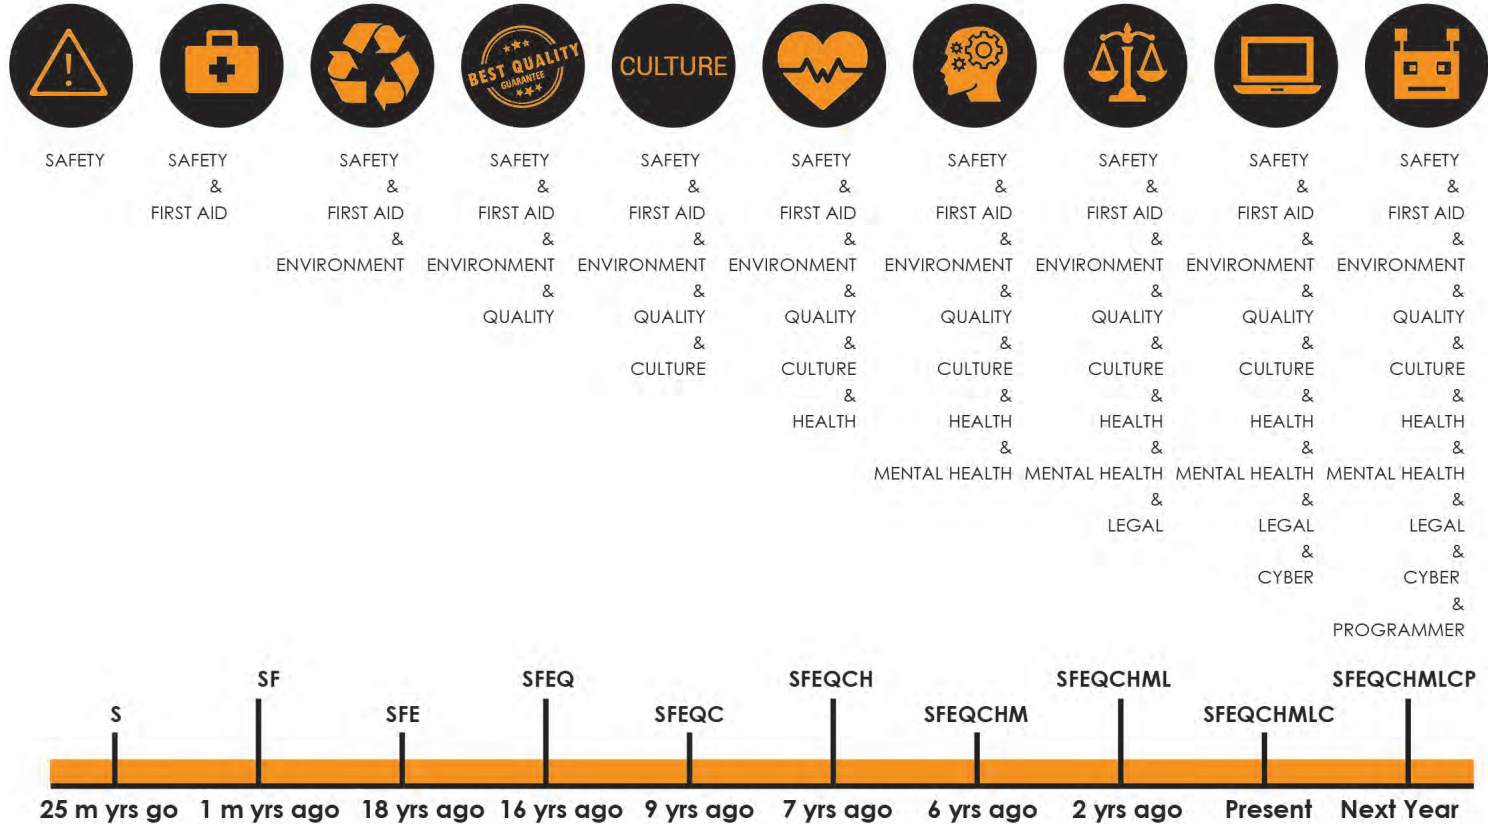 BEST QUALITY
GUARANTEE
CULTURE
SAFETY
SAFETY
&
FIRST AID
SAFETY
&
FIRST AID
&
ENVIRONMENT
SAFETY
&
FIRST AID
&
ENVIRONMENT
&
QUALITY
SAFETY
&
FIRST AID
&
ENVIRONMENT
&
QUALITY
&
CULTURE
SAFETY
&
FIRST AID
&
ENVIRONMENT
&
QUALITY
&
CULTURE
&
HEALTH
SAFETY
&
FIRST AID
&
ENVIRONMENT
&
QUALITY
&
CULTURE
&
HEALTH
&
MENTAL HEALTH
SAFETY
&
FIRST AID
&
ENVIRONMENT
&
QUALITY
&
CULTURE
&
HEALTH
&
MENTAL HEALTH
&
LEGAL
SAFETY
&
FIRST AID
&
ENVIRONMENT
&
QUALITY
&
CULTURE
&
HEALTH
&
MENTAL HEALTH
&
LEGAL
&
CYBER
SAFETY
&
FIRST AID
&
ENVIRONMENT
&
QUALITY
&
CULTURE
&
HEALTH
&
MENTAL HEALTH
&
LEGAL
&
CYBER
&
PROGRAMMER
S
SF
SFE
SFEQ
SFEQC
SFEQCH
SFEQCHM
SFEQCHML
SFEQCHMLC
SFEQCHMLCP
25 m yrs go
1 m yrs ago
18 yrs ago
16 yrs ago
9 yrs ago
7 yrs ago
6 yrs ago
2 yrs ago
Present
Next Year